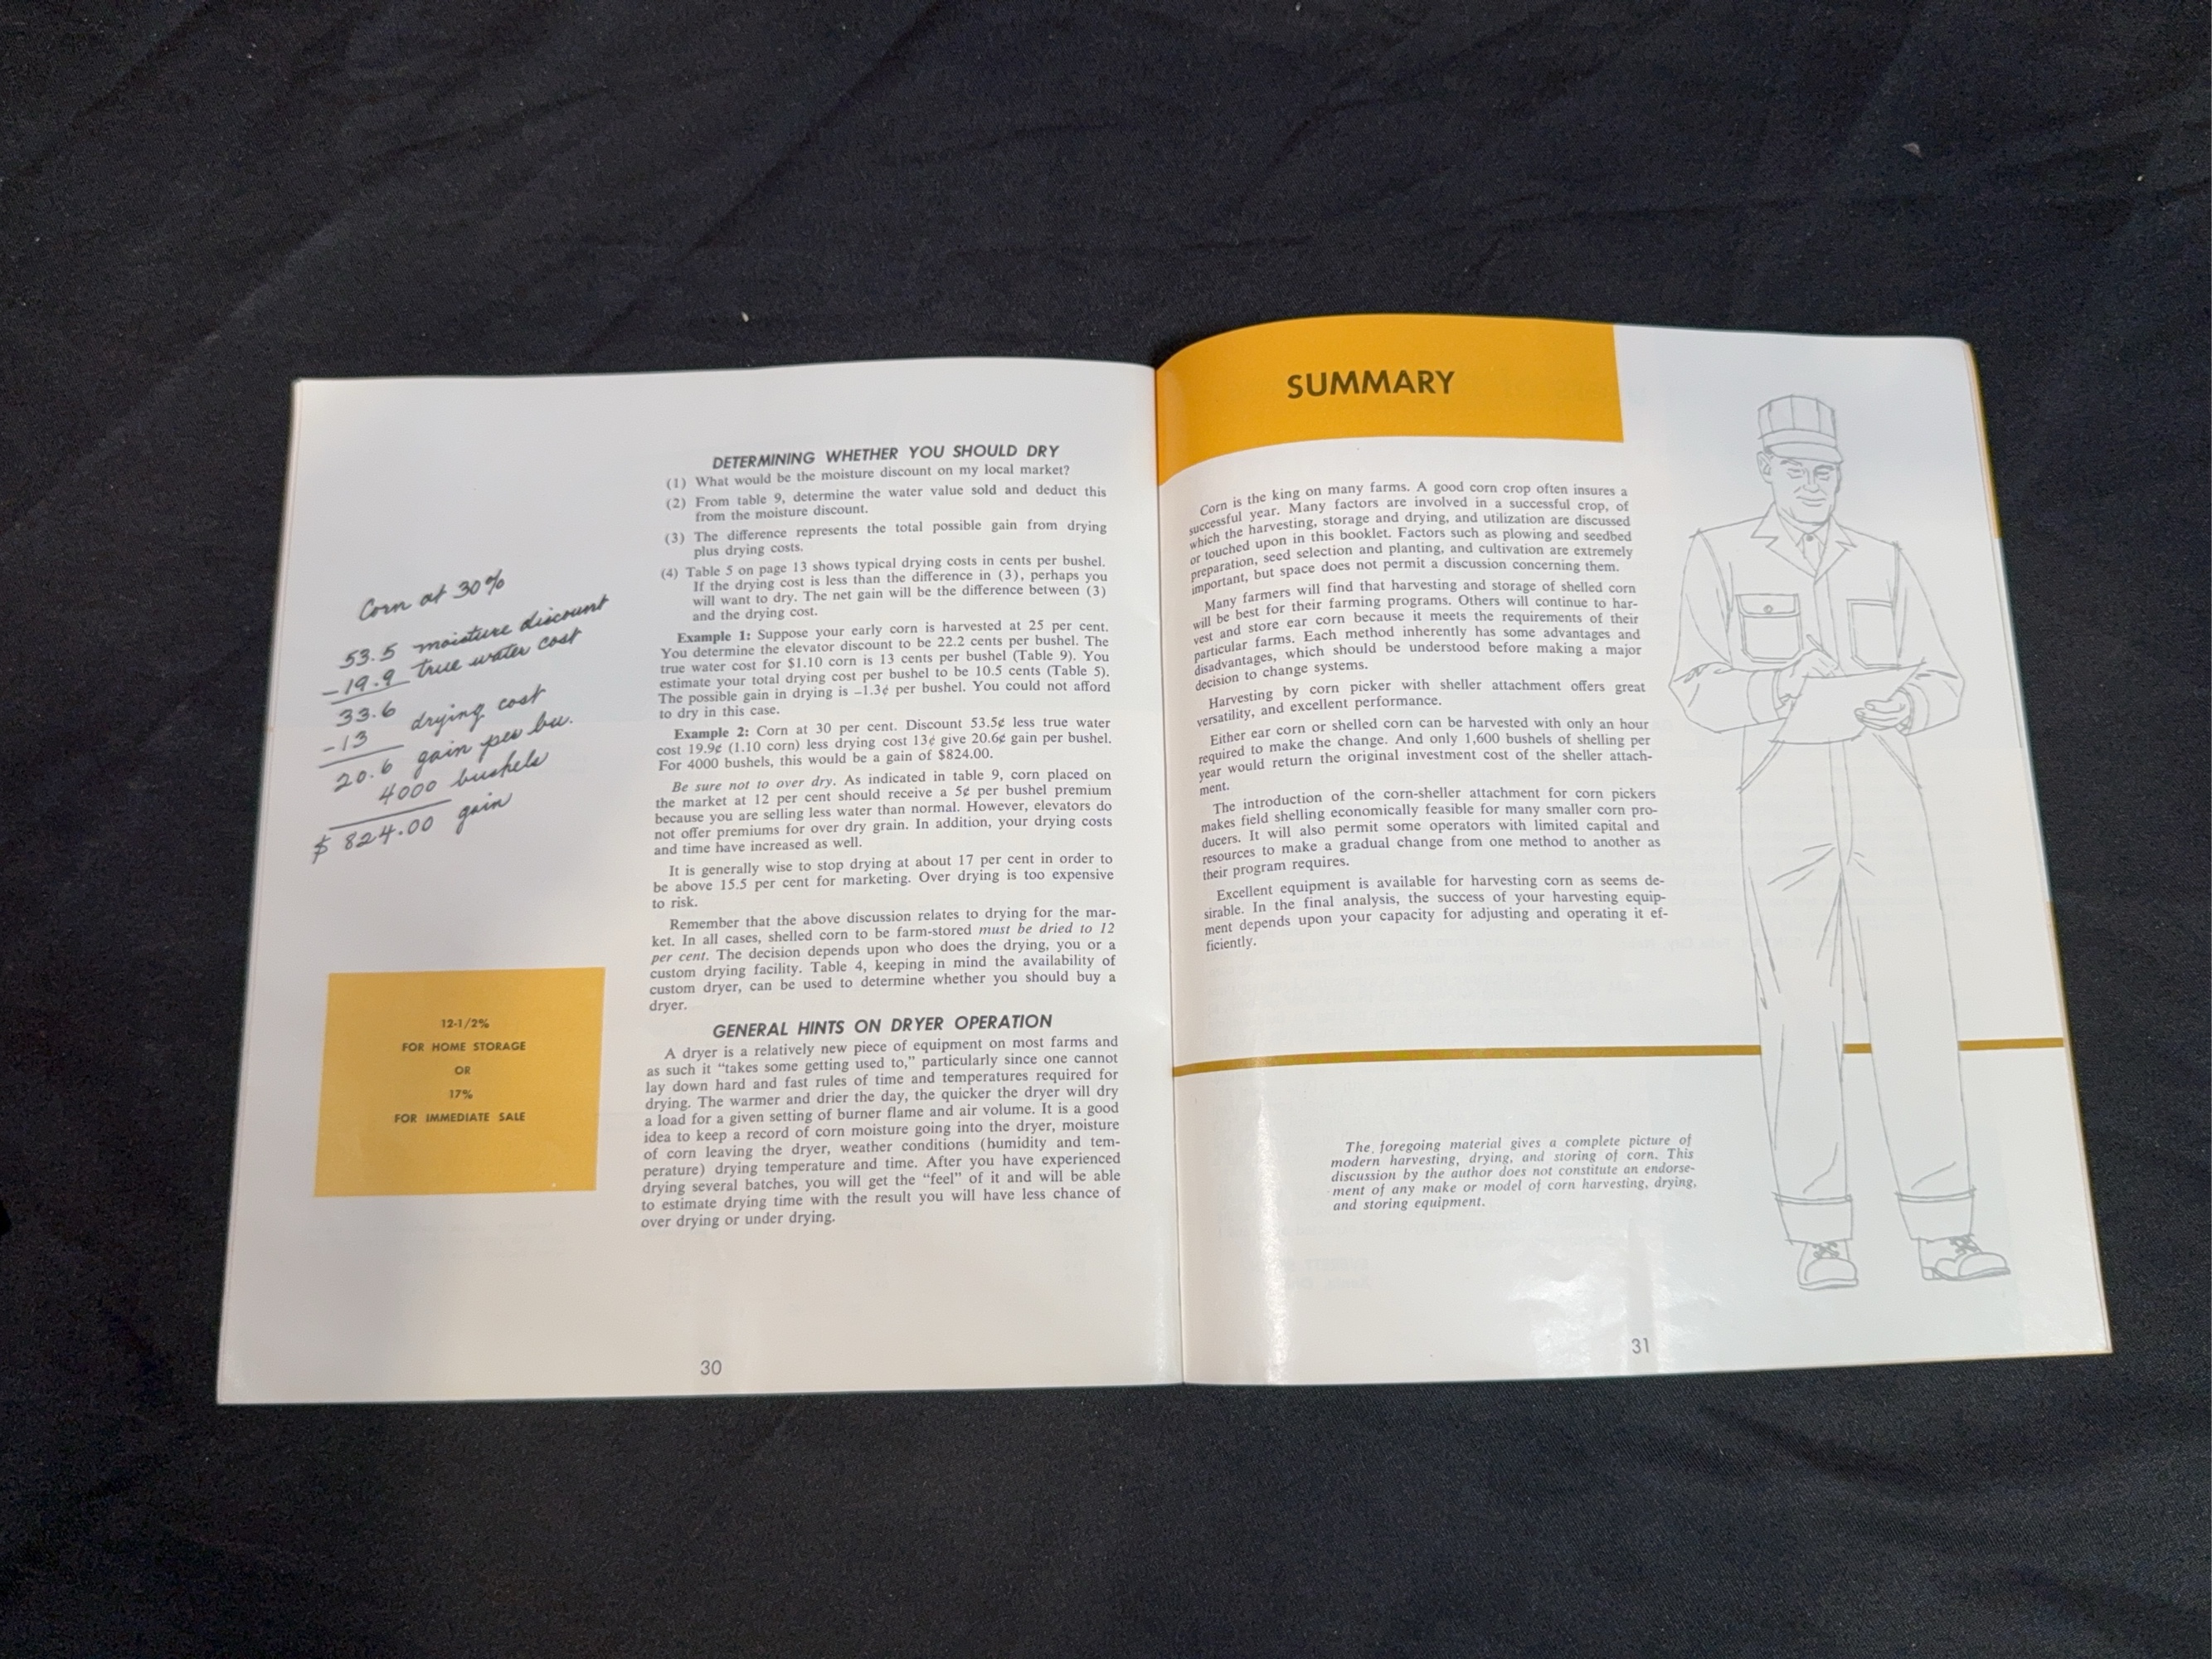 Corn at 30%
53.5 moisture discount
-19.9 true water cost
33.6
-13 drying cost
20.6 gain per bu.
4000 bushels
$ 824.00 gain
12-1/2%
FOR HOME STORAGE
OR
17%
FOR IMMEDIATE SALE
DETERMINING WHETHER YOU SHOULD DRY
(1) What would be the moisture discount on my local market?
(2) From table 9, determine the water value sold and deduct this
from the moisture discount.
(3) The difference represents the total possible gain from drying
plus drying costs.
(4) Table 5 on page 13 shows typical drying costs in cents per bushel.
If the drying cost is less than the difference in (3), perhaps you
will want to dry. The net gain will be the difference between (3)
and the drying cost.
Example 1: Suppose your early corn is harvested at 25 per cent.
You determine the elevator discount to be 22.2 cents per bushel. The
true water cost for $1.10 corn is 13 cents per bushel (Table 9). You
estimate your total drying cost per bushel to be 10.5 cents (Table 5).
The possible gain in drying is –1.3¢ per bushel. You could not afford
to dry in this case.
Example 2: Corn at 30 per cent. Discount 53.5¢ less true water
cost 19.9¢ (1.10 corn) less drying cost 13¢ give 20.6¢ gain per bushel.
For 4000 bushels, this would be a gain of $824.00.
Be sure not to over dry. As indicated in table 9, corn placed on
the market at 12 per cent should receive a 5¢ per bushel premium
because you are selling less water than normal. However, elevators do
not offer premiums for over dry grain. In addition, your drying costs
and time have increased as well.
It is generally wise to stop drying at about 17 per cent in order to
be above 15.5 per cent for marketing. Over drying is too expensive
to risk.
Remember that the above discussion relates to drying for the mar-
ket. In all cases, shelled corn to be farm-stored must be dried to 12
per cent. The decision depends upon who does the drying, you or a
custom drying facility. Table 4, keeping in mind the availability of
custom dryer, can be used to determine whether you should buy a
dryer.
GENERAL HINTS ON DRYER OPERATION
A dryer is a relatively new piece of equipment on most farms and
as such it “takes some getting used to,” particularly since one cannot
lay down hard and fast rules of time and temperatures required for
drying. The warmer and drier the day, the quicker the dryer will dry
a load for a given setting of burner flame and air volume. It is a good
idea to keep a record of corn moisture going into the dryer, moisture
of corn leaving the dryer, weather conditions (humidity and tem-
perature) drying temperature and time. After you have experienced
drying several batches, you will get the “feel” of it and will be able
to estimate drying time with the result you will have less chance of
over drying or under drying.
30
SUMMARY
Corn is the king on many farms. A good corn crop often insures a
successful year. Many factors are involved in a successful crop, of
which the harvesting, storage and drying, and utilization are discussed
or touched upon in this booklet. Factors such as plowing and seedbed
preparation, seed selection and planting, and cultivation are extremely
important, but space does not permit a discussion concerning them.
Many farmers will find that harvesting and storage of shelled corn
will be best for their farming programs. Others will continue to har-
vest and store ear corn because it meets the requirements of their
particular farms. Each method inherently has some advantages and
disadvantages, which should be understood before making a major
decision to change systems.
Harvesting by corn picker with sheller attachment offers great
versatility, and excellent performance.
Either ear corn or shelled corn can be harvested with only an hour
required to make the change. And only 1,600 bushels of shelling per
year would return the original investment cost of the sheller attach-
ment.
The introduction of the corn-sheller attachment for corn pickers
makes field shelling economically feasible for many smaller corn pro-
ducers. It will also permit some operators with limited capital and
resources to make a gradual change from one method to another as
their program requires.
Excellent equipment is available for harvesting corn as seems de-
sirable. In the final analysis, the success of your harvesting equip-
ment depends upon your capacity for adjusting and operating it ef-
ficiently.
The foregoing material gives a complete picture of
modern harvesting, drying, and storing of corn. This
discussion by the author does not constitute an endorse-
ment of any make or model of corn harvesting, drying,
and storing equipment.
31